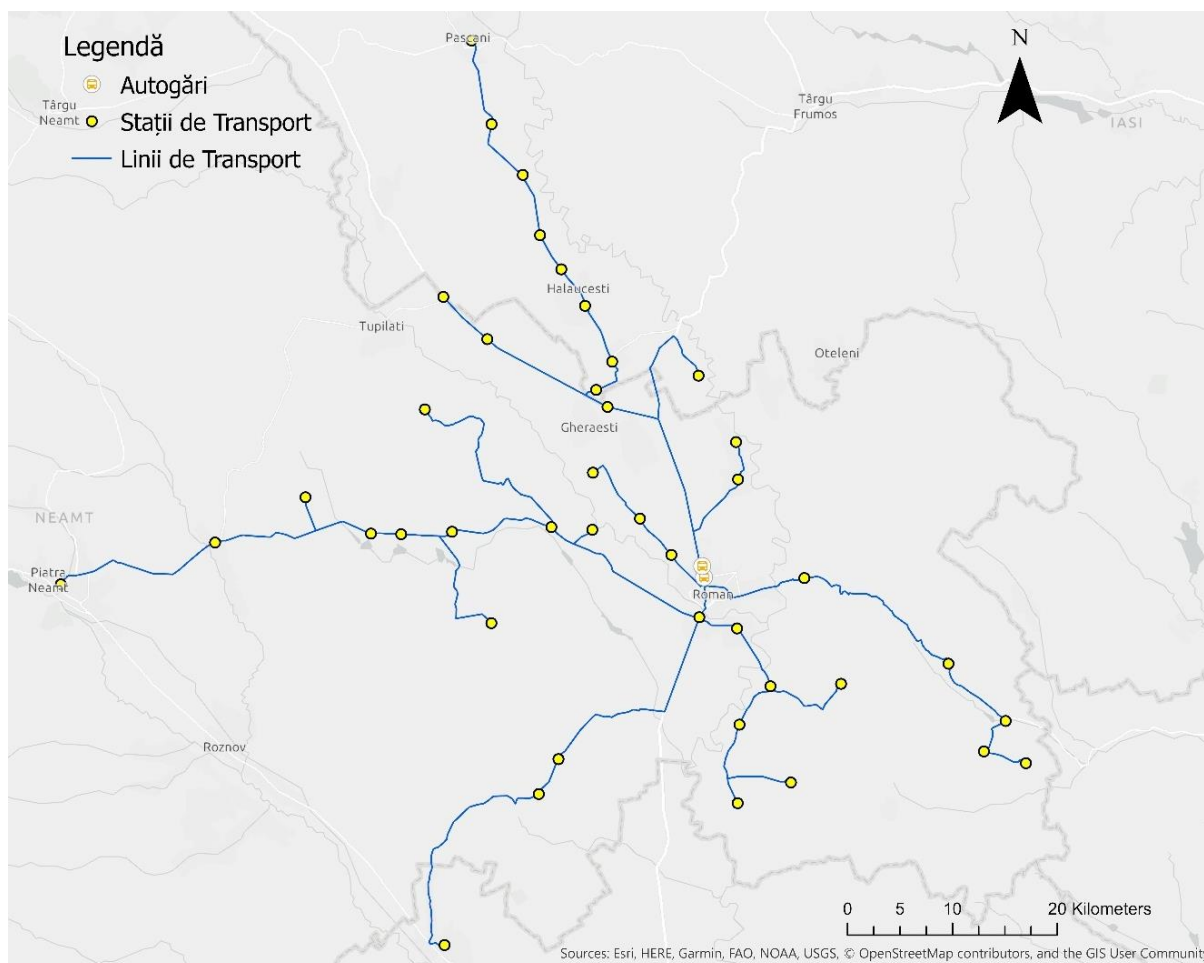 Legendă
Autogări
Stații de Transport
Linii de Transport
Pașcani
N
Târgu
Neamt
Târgu
Frumos
IASI
Halaucesti
Tupilati
Oteleni
Gheraesti
NEAMT
Piatra
Neamt
Roman
Roznov
0 5 10 20 Kilometers
Sources: Esri, HERE, Garmin, FAO, NOAA, USGS, © OpenStreetMap contributors, and the GIS User Community